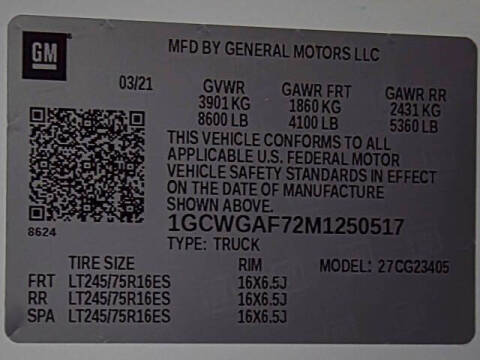 GM
MFD BY GENERAL MOTORS LLC
03/21 GVWR GAWR FRT GAWR RR
3901 KG 1860 KG 2431 KG
8600 LB 4100 LB 5360 LB
THIS VEHICLE CONFORMS TO ALL
APPLICABLE U.S. FEDERAL MOTOR
VEHICLE SAFETY STANDARDS IN EFFECT
ON THE DATE OF MANUFACTURE
SHOWN ABOVE.
8624
1GCWGAF72M1250517
TYPE: TRUCK
TIRE SIZE RIM MODEL: 27CG23405
FRT LT245/75R16ES 16X6.5J
RR LT245/75R16ES 16X6.5J
SPA LT245/75R16ES 16X6.5J